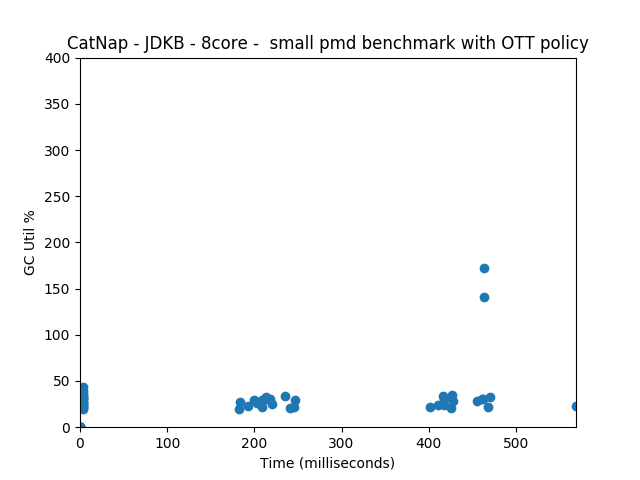 CatNap - JDKB - 8core -  small pmd benchmark with OTT policy
400
350
300
250
200
150
100
50
0
GC Util %
0 100 200 300 400 500
Time (milliseconds)